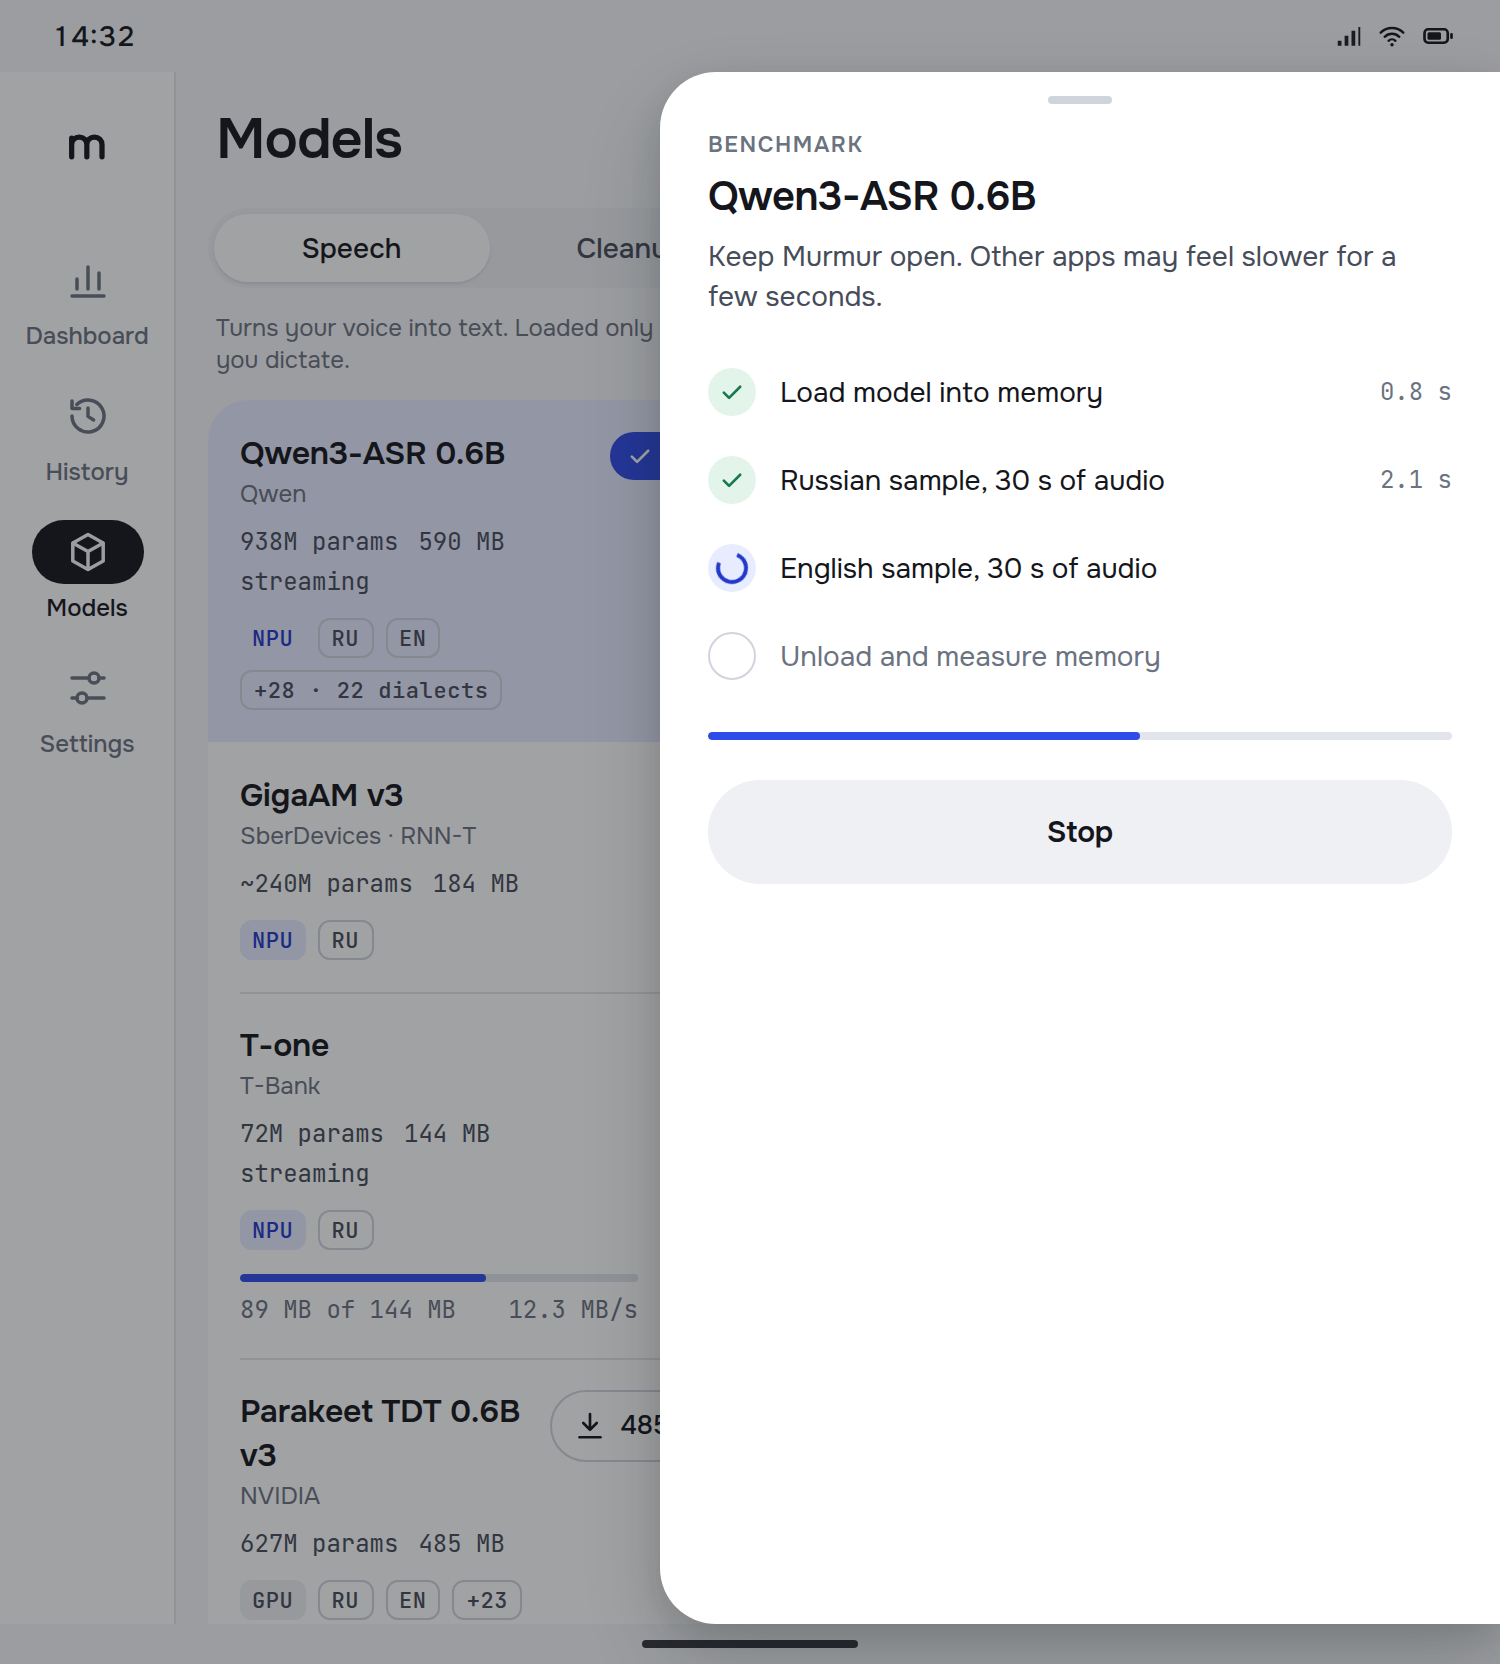 14:32
m
Dashboard
History
Models
Settings
Models
Speech
Turns your voice into text. Loaded only
you dictate.
Qwen3-ASR 0.6B
Qwen
938M params 590 MB
streaming
NPU RU EN
+28 · 22 dialects
GigaAM v3
SberDevices · RNN-T
~240M params 184 MB
NPU RU
T-one
T-Bank
72M params 144 MB
streaming
NPU RU
89 MB of 144 MB 12.3 MB/s
Parakeet TDT 0.6B
v3
NVIDIA
627M params 485 MB
GPU RU EN +23
BENCHMARK
Qwen3-ASR 0.6B
Keep Murmur open. Other apps may feel slower for a
few seconds.
Load model into memory 0.8 s
Russian sample, 30 s of audio 2.1 s
English sample, 30 s of audio
Unload and measure memory
Stop